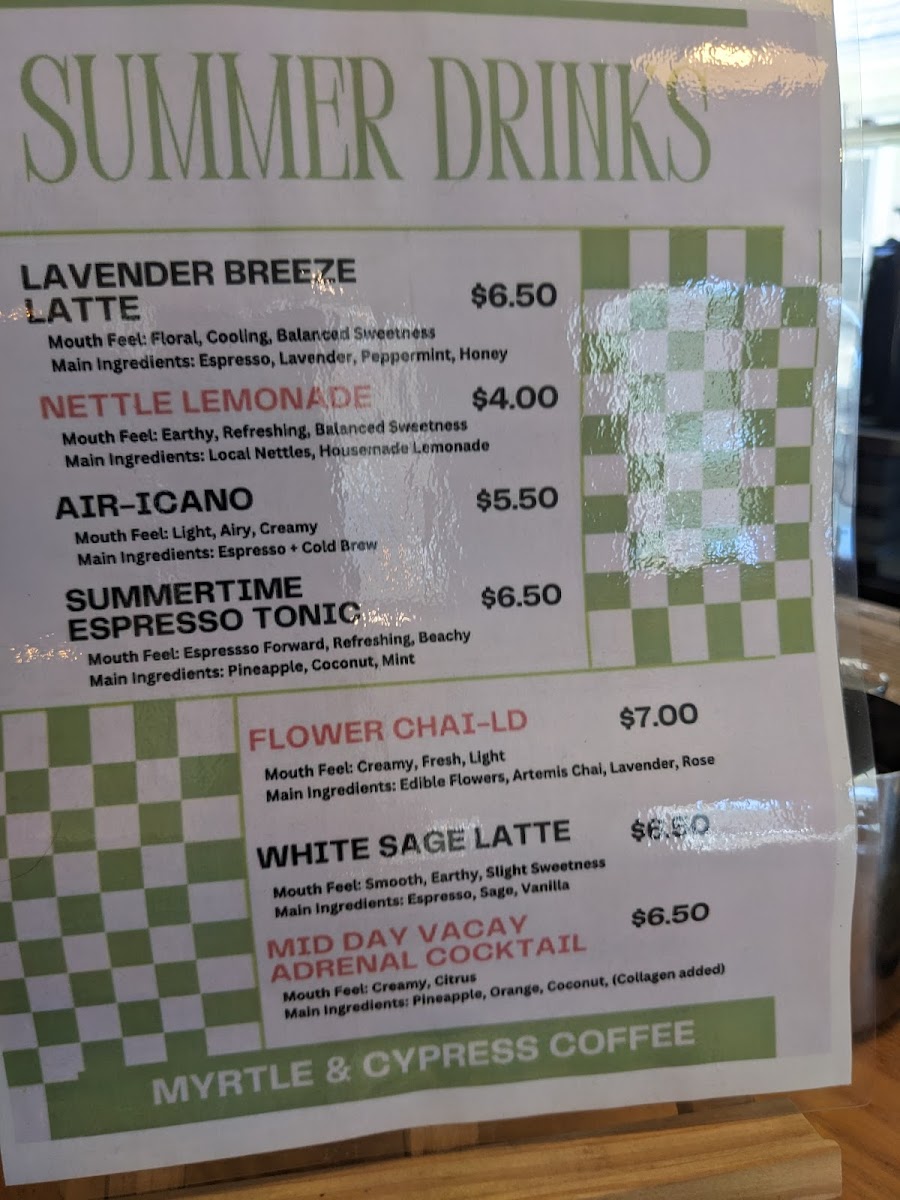 SUMMER DRINKS
LAVENDER BREEZE
LATTE
$6.50
Mouth Feel: Floral, Cooling, Balanced Sweetness
Main Ingredients: Espresso, Lavender, Peppermint, Honey
NETTLE LEMONADE
$4.00
Mouth Feel: Earthy, Refreshing, Balanced Sweetness
Main Ingredients: Local Nettles, Housemade Lemonade
AIR-ICANO
$5.50
Mouth Feel: Light, Airy, Creamy
Main Ingredients: Espresso + Cold Brew
SUMMERTIME
ESPRESSO TONIC
$6.50
Mouth Feel: Espressso Forward, Refreshing, Beachy
Main Ingredients: Pineapple, Coconut, Mint
FLOWER CHAI-LD
$7.00
Mouth Feel: Creamy, Fresh, Light
Main Ingredients: Edible Flowers, Artemis Chai, Lavender, Rose
WHITE SAGE LATTE
$6.50
Mouth Feel: Smooth, Earthy, Slight Sweetness
Main Ingredients: Espresso, Sage, Vanilla
MID DAY VACAY
ADRENAL COCKTAIL
$6.50
Mouth Feel: Creamy, Citrus
Main Ingredients: Pineapple, Orange, Coconut, (Collagen added)
MYRTLE & CYPRESS COFFEE